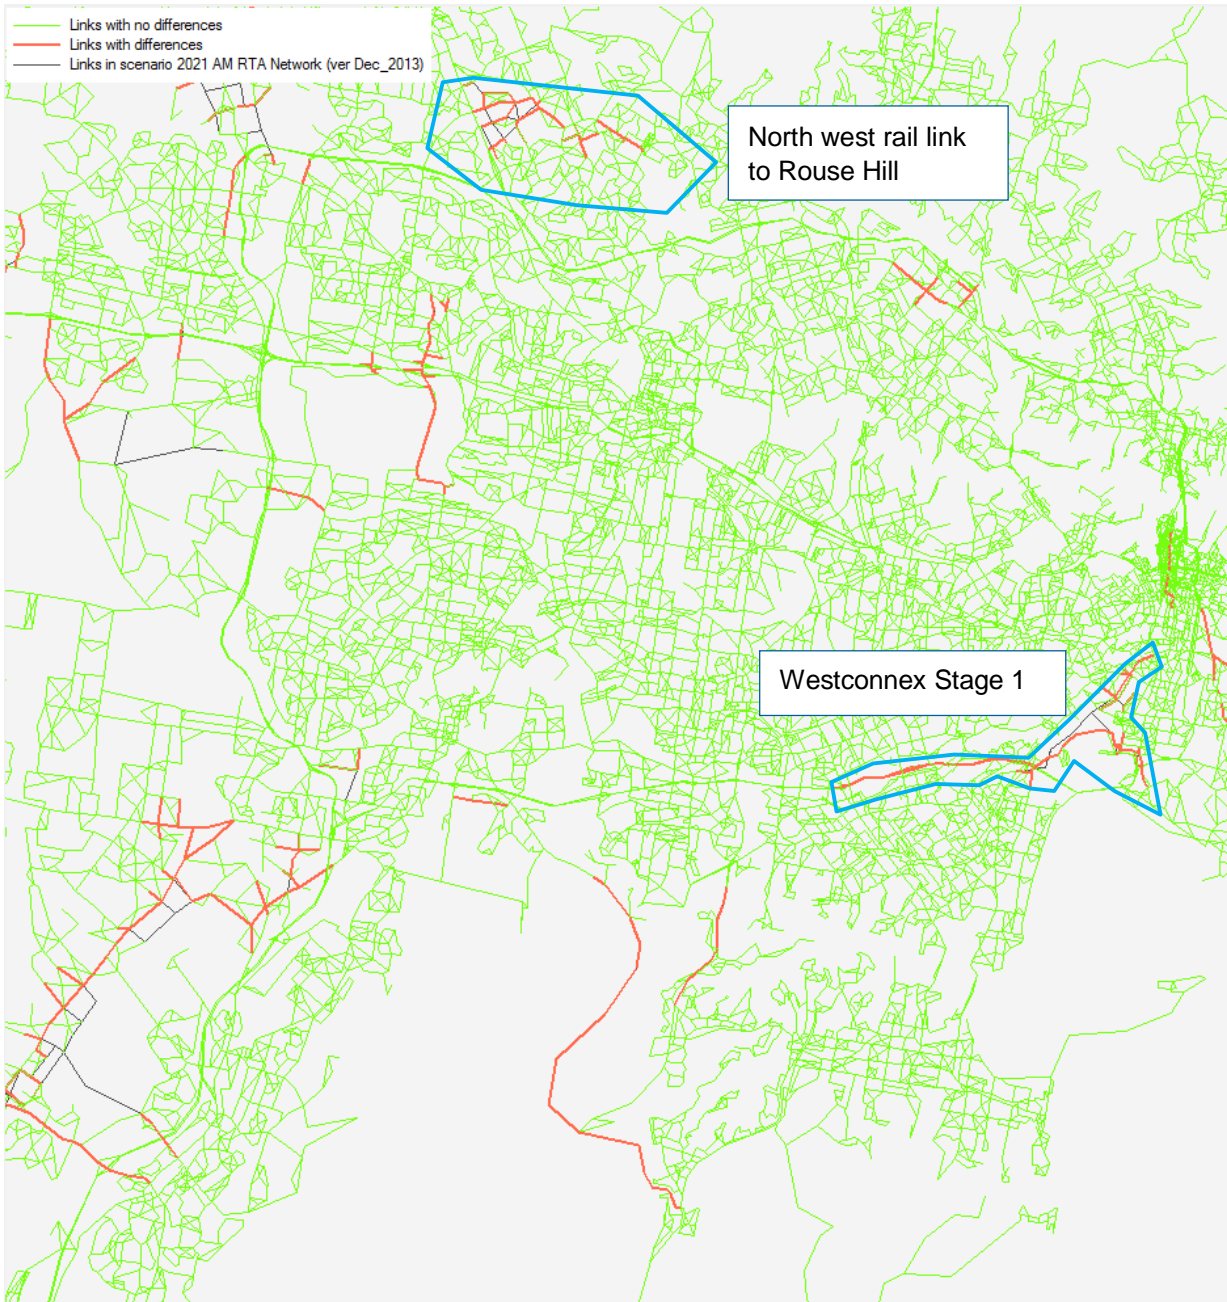 Links with no differences
Links with differences
Links in scenario 2021 AM RTA Network (ver Dec_2013)
North west rail link
to Rouse Hill
Westconnex Stage 1